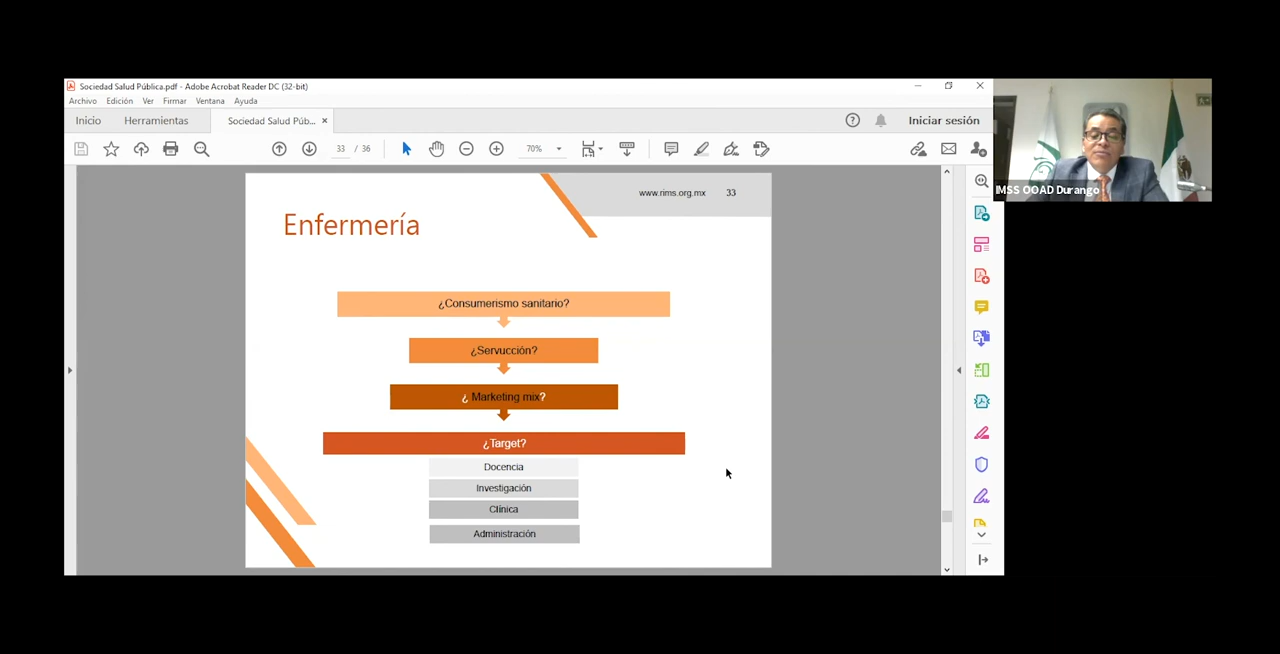 Sociedad Salud Pública.pdf - Adobe Acrobat Reader DC (32-bit)
Archivo Edición Ver Firmar Ventana Ayuda
Inicio Herramientas Sociedad Salud Púb... × ? Iniciar sesión
33 / 36 70%
www.rims.org.mx 33
IMSS OOAD Durango
Enfermería
¿Consumerismo sanitario?
¿Servucción?
¿ Marketing mix?
¿Target?
Docencia
Investigación
Clínica
Administración